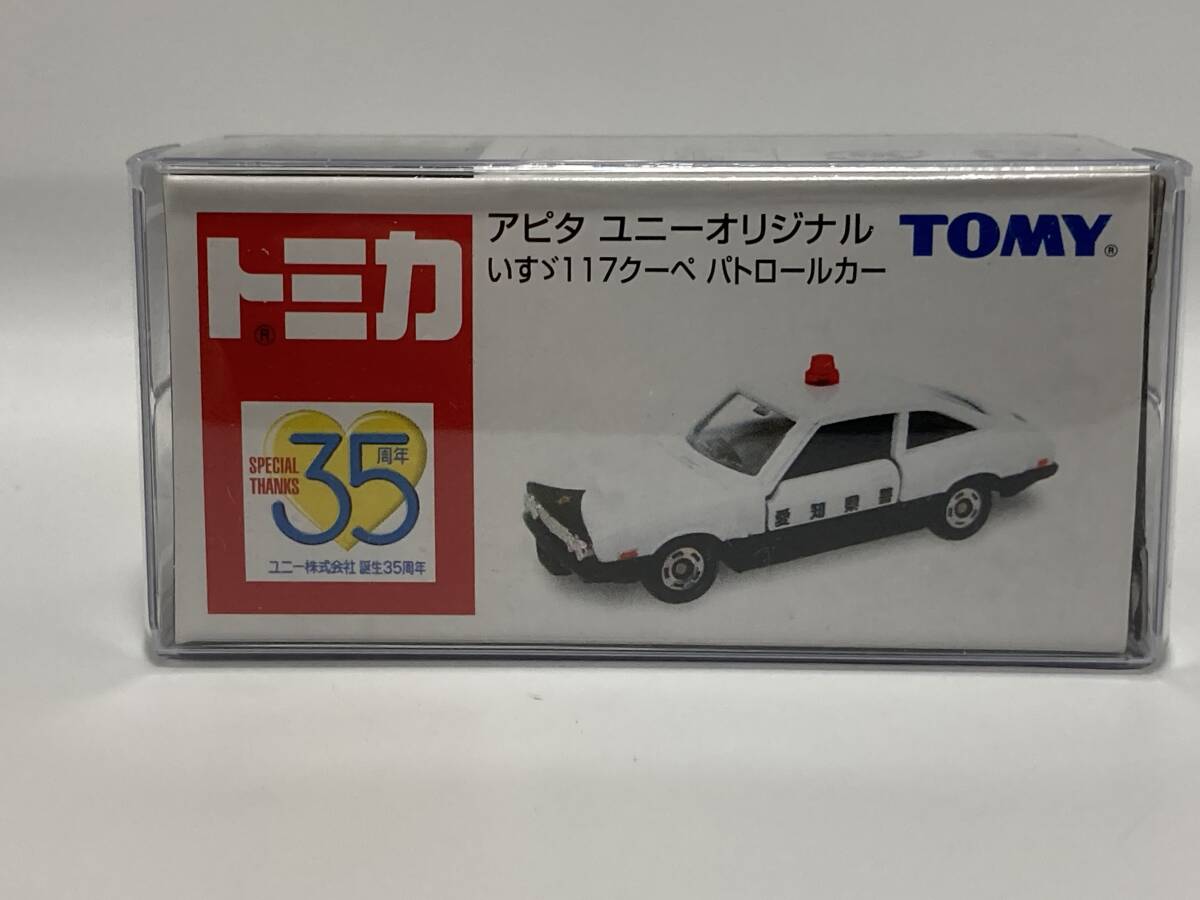 トミカ
®
アピタ ユニーオリジナル
いすゞ117クーペ パトロールカー
TOMY®
SPECIAL
THANKS
35周年
ユニー株式会社 誕生35周年
愛知県警